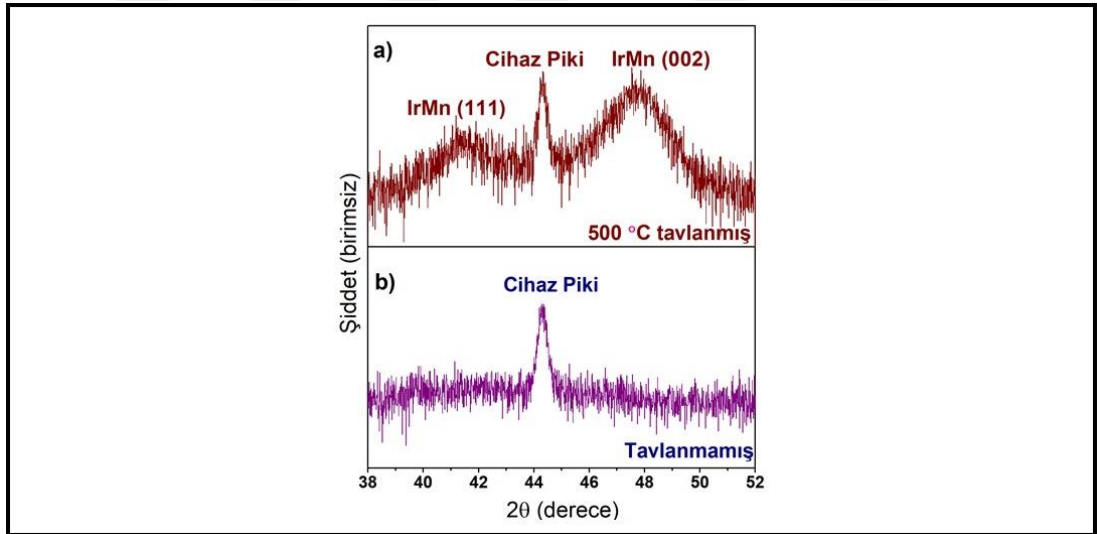 a)
Cihaz Piki IrMn (002)
IrMn (111)
500 °C tavlanmış
b)
Cihaz Piki
Tavlanmamış
Şiddet (birimsiz)
38 40 42 44 46 48 50 52
2θ (derece)